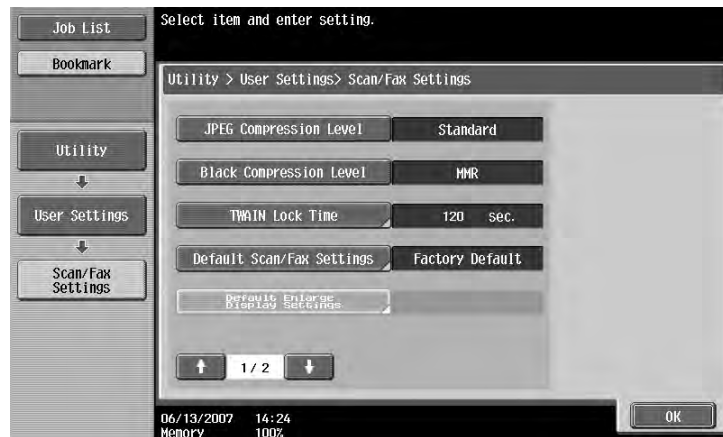 Job List
Select item and enter setting.
Bookmark
Utility > User Settings> Scan/Fax Settings
JPEG Compression Level
Standard
Utility
Black Compression Level
MMR
User Settings
TWAIN Lock Time
120 sec.
Default Scan/Fax Settings
Factory Default
Scan/Fax
Settings
Default Enlarge
Display Settings
1/ 2
OK
06/13/2007 14:24
Memory 100%